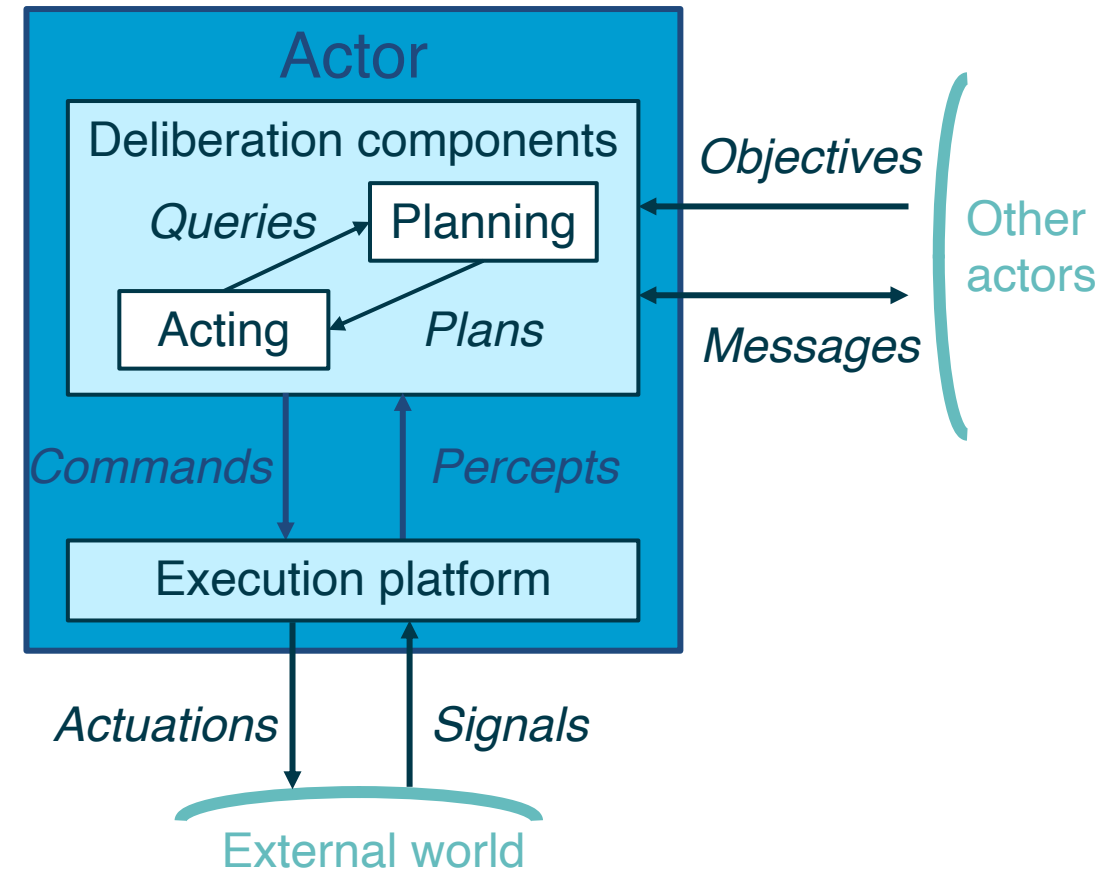 Actor
Deliberation components
Objectives
Queries
Planning
Other
actors
Acting
Plans
Messages
Commands
Percepts
Execution platform
Actuations
Signals
External world